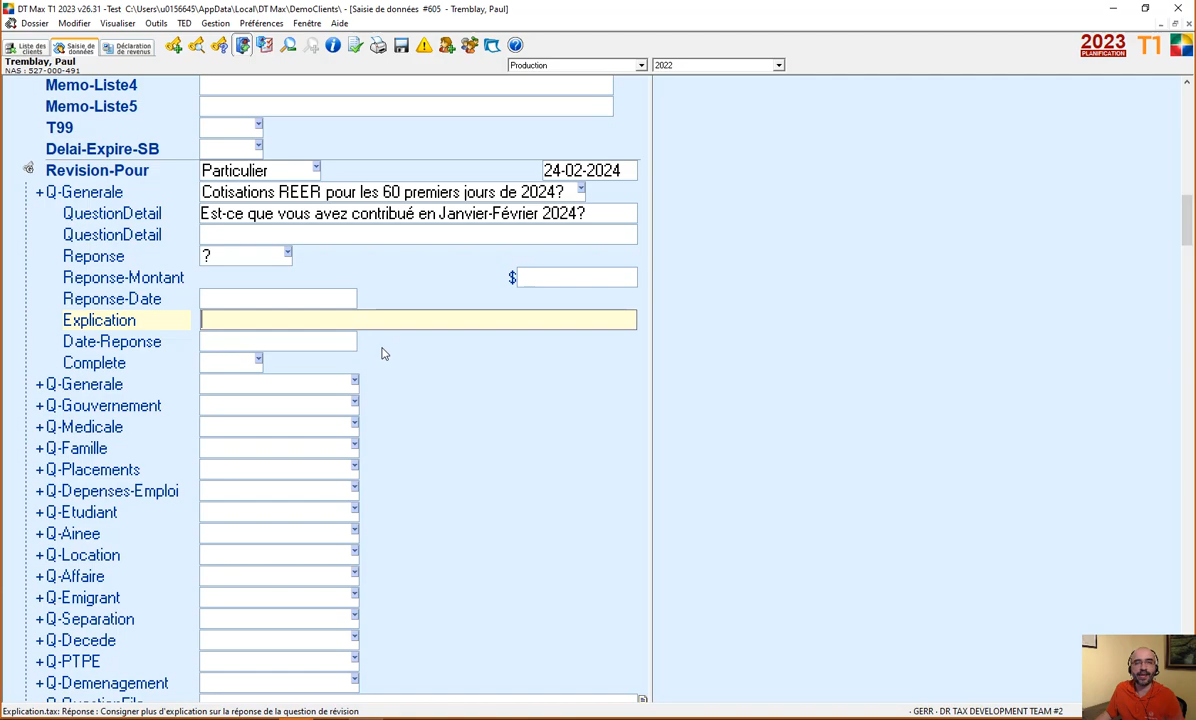 DT Max T1 2023 v26.31 -Test C:\Users\u0156645\AppData\Local\DT Max\DemoClients\ - [Saisie de données #605 - Tremblay, Paul]
Dossier Modifier Visualiser Outils TED Gestion Préférences Fenêtre Aide
Liste des clients Saisie de données Déclaration de revenus
2023 PLANIFICATION T1
Tremblay, Paul
NAS : 527-000-491
Production 2022
Memo-Liste4
Memo-Liste5
T99
Delai-Expire-SB
Revision-Pour Particulier 24-02-2024
+Q-Generale Cotisations REER pour les 60 premiers jours de 2024?
QuestionDetail Est-ce que vous avez contribué en Janvier-Février 2024?
QuestionDetail
Reponse ?
Reponse-Montant $
Reponse-Date
Explication
Date-Reponse
Complete
+Q-Generale
+Q-Gouvernement
+Q-Medicale
+Q-Famille
+Q-Placements
+Q-Depenses-Emploi
+Q-Etudiant
+Q-Ainee
+Q-Location
+Q-Affaire
+Q-Emigrant
+Q-Separation
+Q-Decede
+Q-PTPE
+Q-Demenagement
Explication.tax: Réponse : Consigner plus d'explication sur la réponse de la question de révision
- GERR - DR TAX DEVELOPMENT TEAM #2